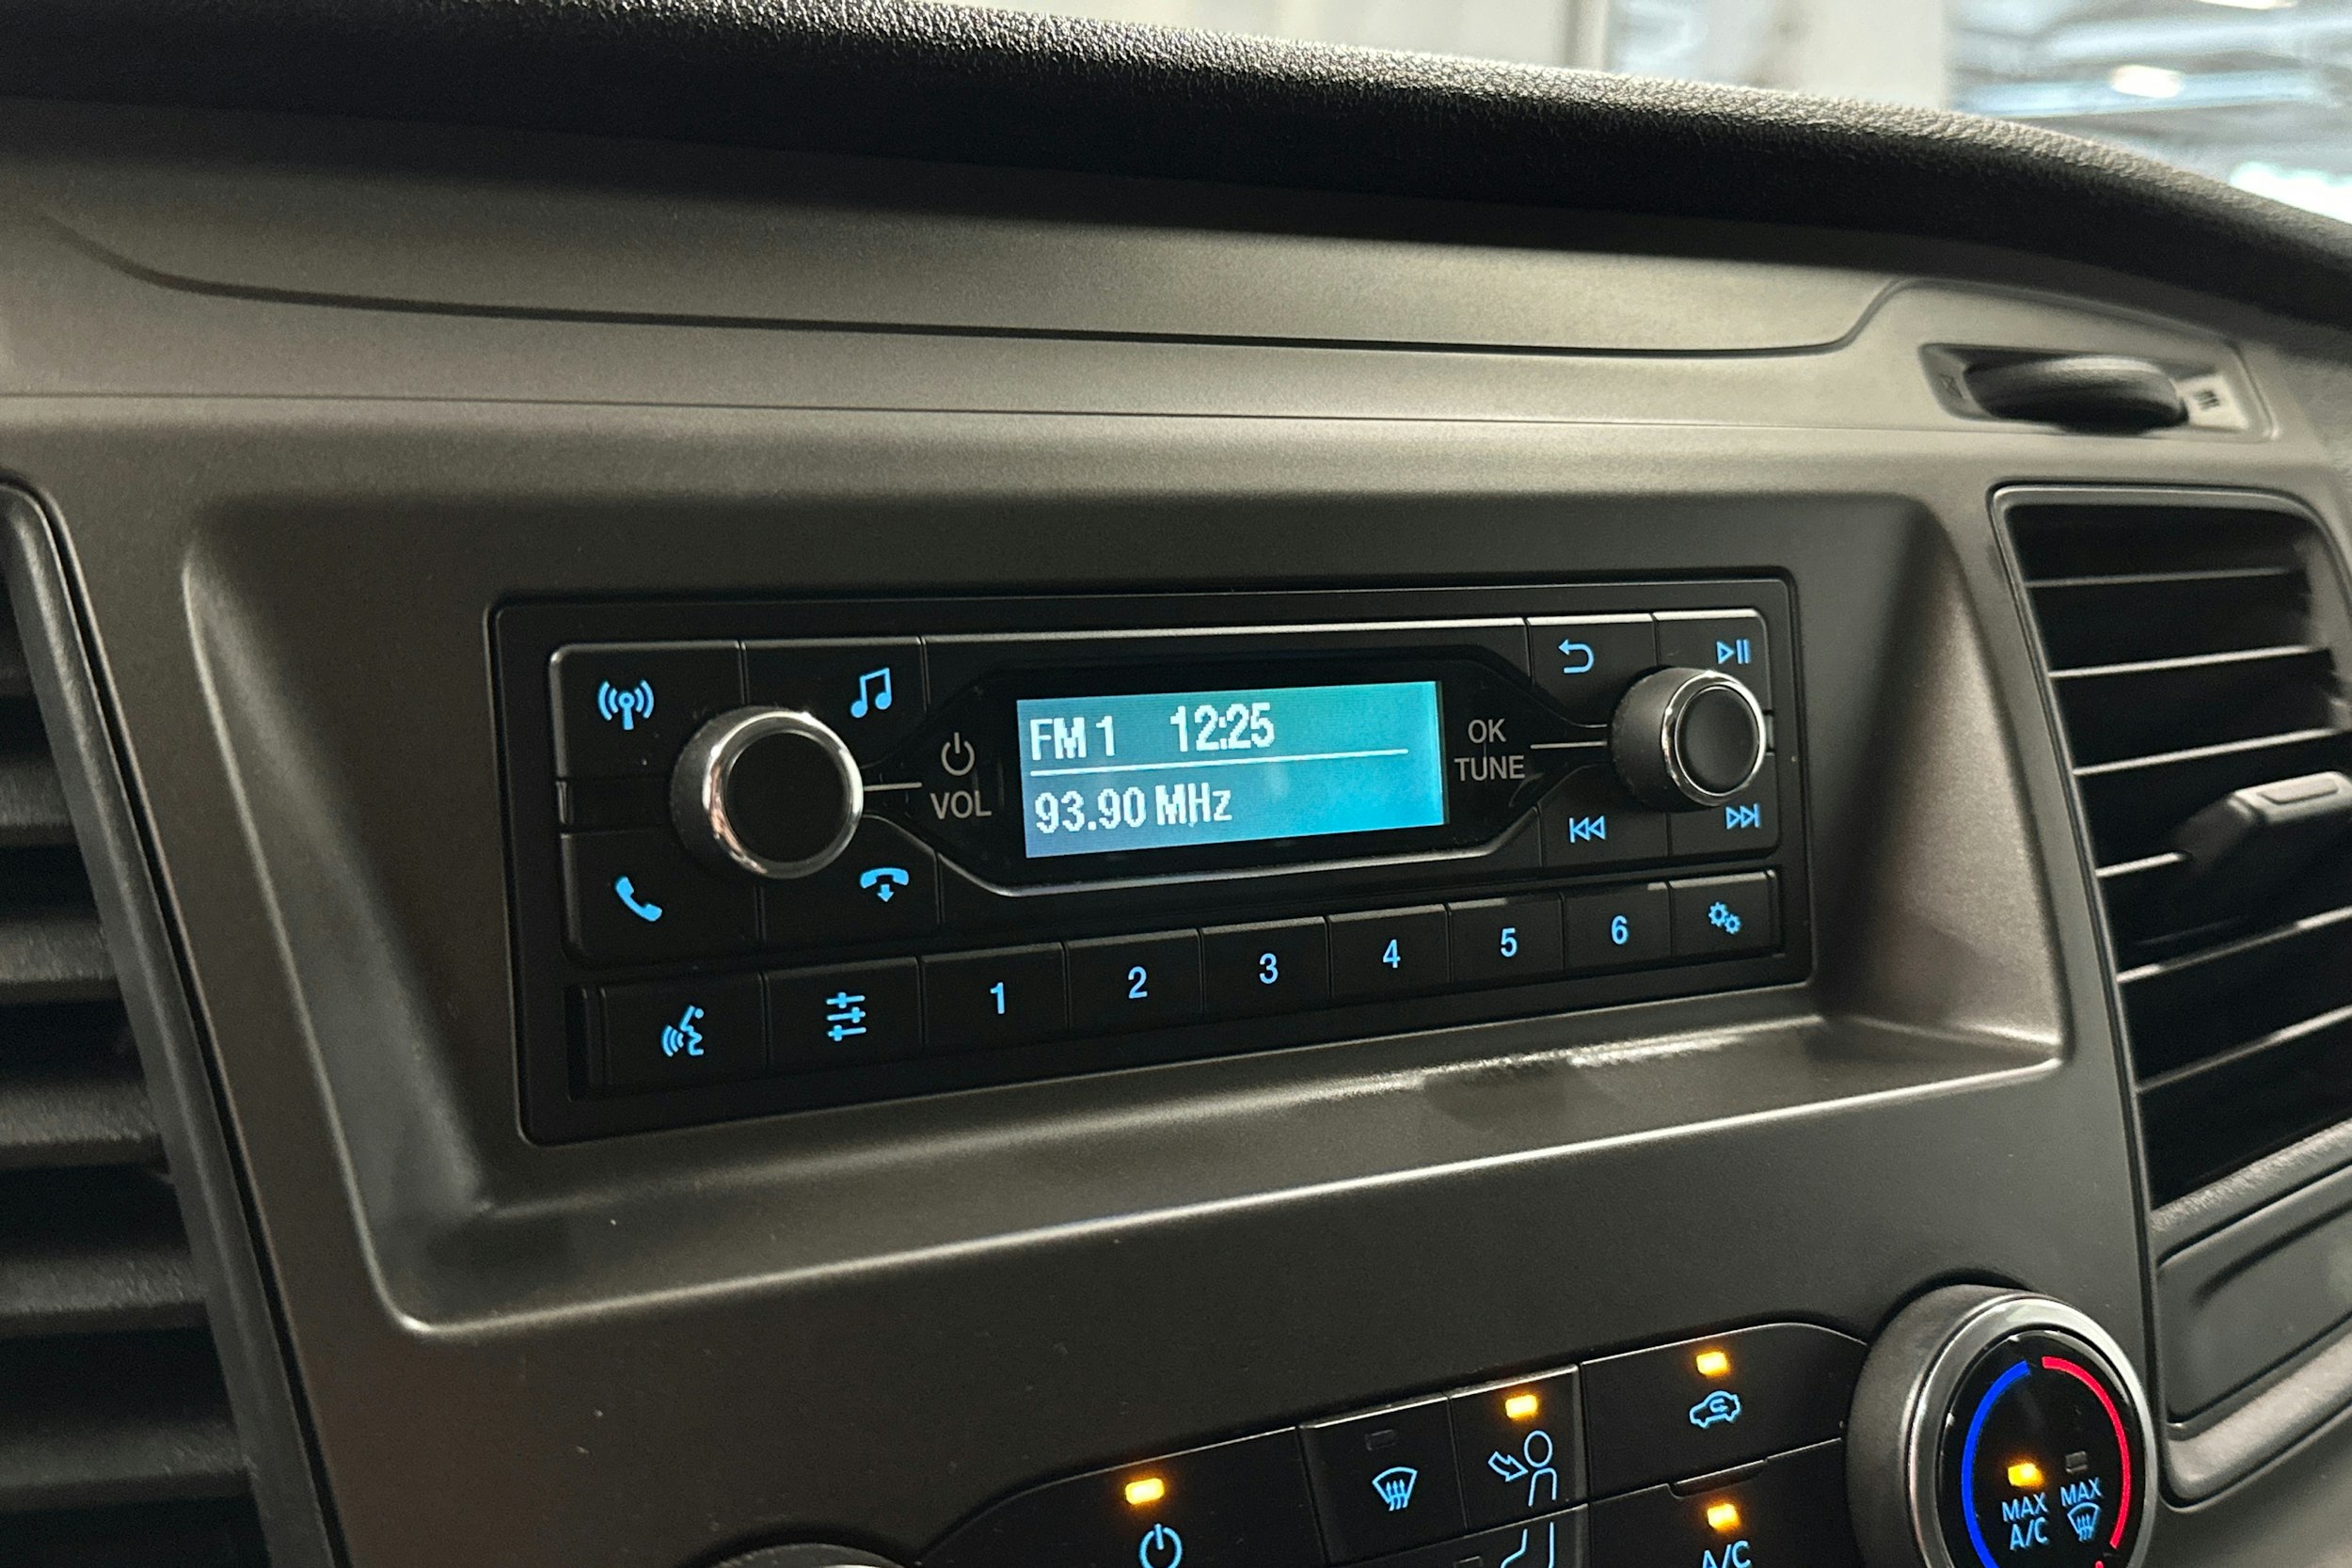 FM 1 12:25
93.90 MHz
VOL
OK
TUNE
1 2 3 4 5 6
MAX
A/C
MAX
A/C